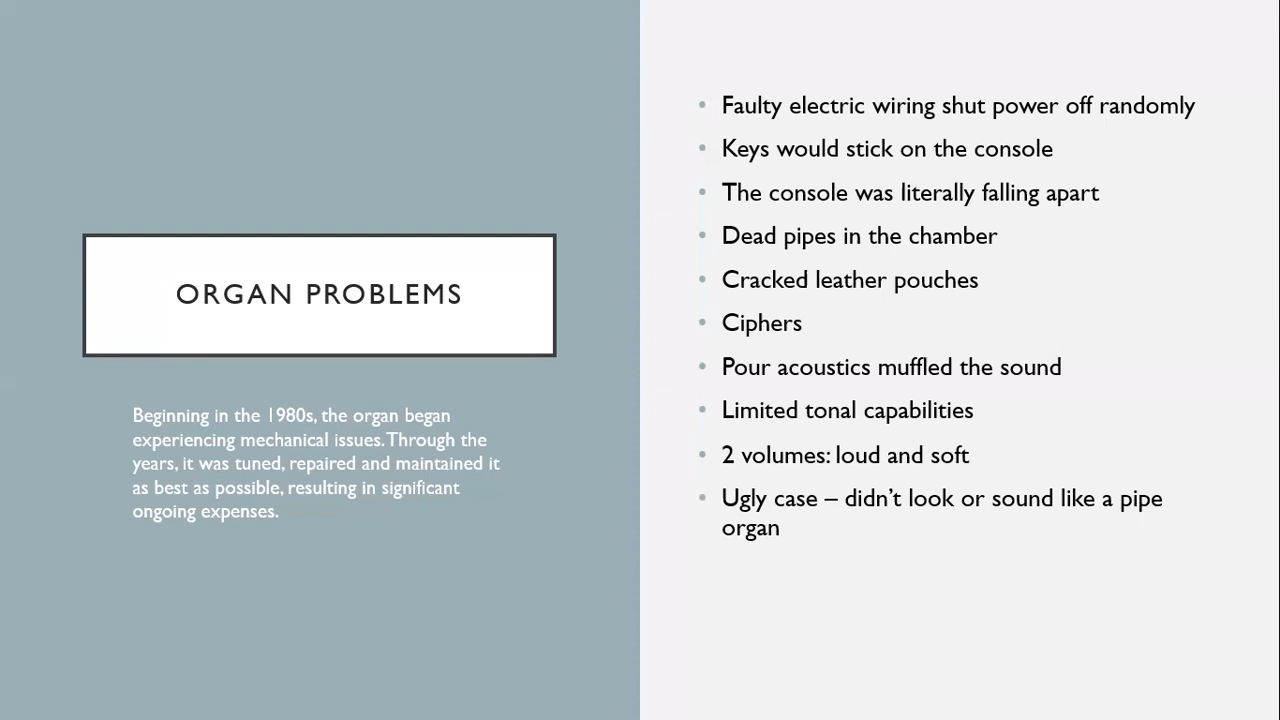 ORGAN PROBLEMS
Beginning in the 1980s, the organ began
experiencing mechanical issues. Through the
years, it was tuned, repaired and maintained it
as best as possible, resulting in significant
ongoing expenses.
• Faulty electric wiring shut power off randomly
• Keys would stick on the console
• The console was literally falling apart
• Dead pipes in the chamber
• Cracked leather pouches
• Ciphers
• Pour acoustics muffled the sound
• Limited tonal capabilities
• 2 volumes: loud and soft
• Ugly case – didn't look or sound like a pipe
organ